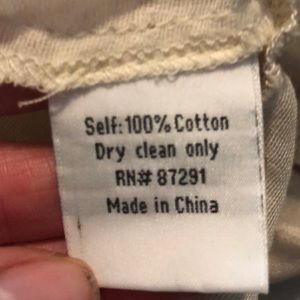 Self: 100% Cotton
Dry clean only
RN# 87291
Made in China